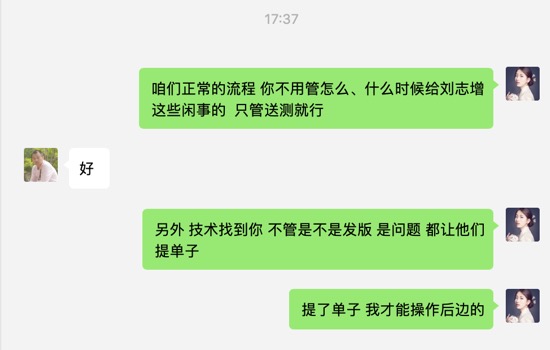 17:37
咱们正常的流程 你不用管怎么、什么时候给刘志增
这些闲事的 只管送测就行
好
另外 技术找到你 不管是不是发版 是问题 都让他们
提单子
提了单子 我才能操作后边的